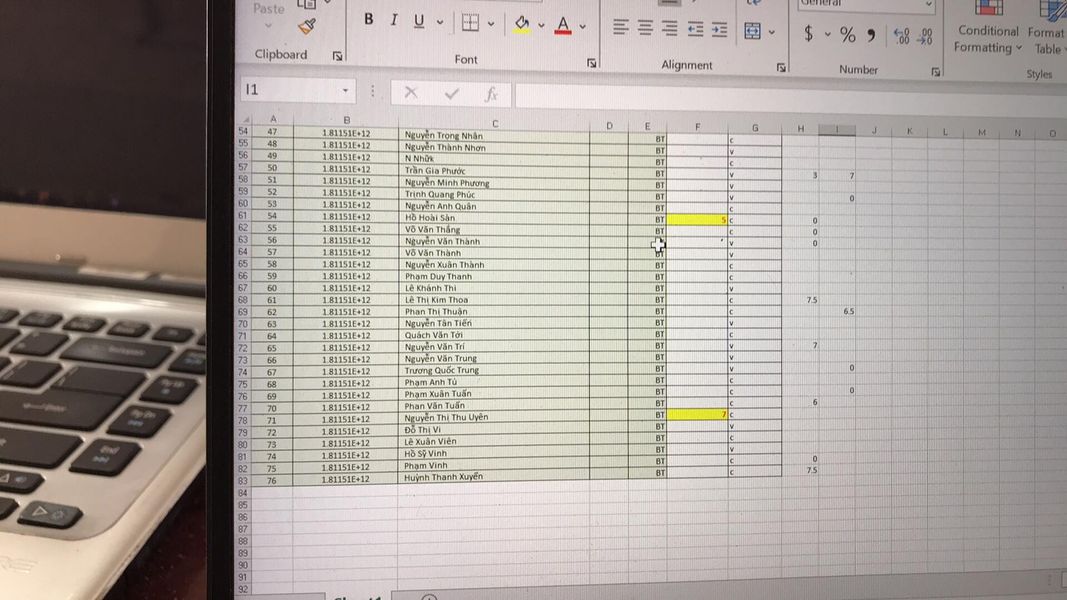 Paste
B I U A
General
$ % ,
Conditional Formatting
Format Table
Clipboard Font Alignment Number Styles
I1 fx
A B C D E F G H I J K L M N O
54 47 1.81151E+12 Nguyễn Trọng Nhân BT c
55 48 1.81151E+12 Nguyễn Thành Nhơn BT v
56 49 1.81151E+12 N Nhữk BT c
57 50 1.81151E+12 Trần Gia Phước BT v 3 7
58 51 1.81151E+12 Nguyễn Minh Phương BT v
59 52 1.81151E+12 Trịnh Quang Phúc BT v 0
60 53 1.81151E+12 Nguyễn Anh Quân BT c
61 54 1.81151E+12 Hồ Hoài Sàn BT 5 c 0
62 55 1.81151E+12 Võ Văn Thắng BT c 0
63 56 1.81151E+12 Nguyễn Văn Thành v 0
64 57 1.81151E+12 Võ Văn Thành BT v
65 58 1.81151E+12 Nguyễn Xuân Thành BT c
66 59 1.81151E+12 Phạm Duy Thanh BT c
67 60 1.81151E+12 Lê Khánh Thi BT v
68 61 1.81151E+12 Lê Thị Kim Thoa BT c 7.5
69 62 1.81151E+12 Phan Thị Thuận BT c 6.5
70 63 1.81151E+12 Nguyễn Tân Tiến BT v
71 64 1.81151E+12 Quách Văn Tới BT c
72 65 1.81151E+12 Nguyễn Văn Trí BT v 7
73 66 1.81151E+12 Nguyễn Văn Trung BT v
74 67 1.81151E+12 Trương Quốc Trung BT v 0
75 68 1.81151E+12 Phạm Anh Tú BT c
76 69 1.81151E+12 Phạm Xuân Tuấn BT c 0
77 70 1.81151E+12 Phan Văn Tuấn BT c 6
78 71 1.81151E+12 Nguyễn Thị Thu Uyên BT 7 c
79 72 1.81151E+12 Đỗ Thị Vi BT v
80 73 1.81151E+12 Lê Xuân Viên BT c
81 74 1.81151E+12 Hồ Sỹ Vinh BT v
82 75 1.81151E+12 Phạm Vinh BT c 0
83 76 1.81151E+12 Huỳnh Thanh Xuyến BT c 7.5
84
85
86
87
88
89
90
91
92